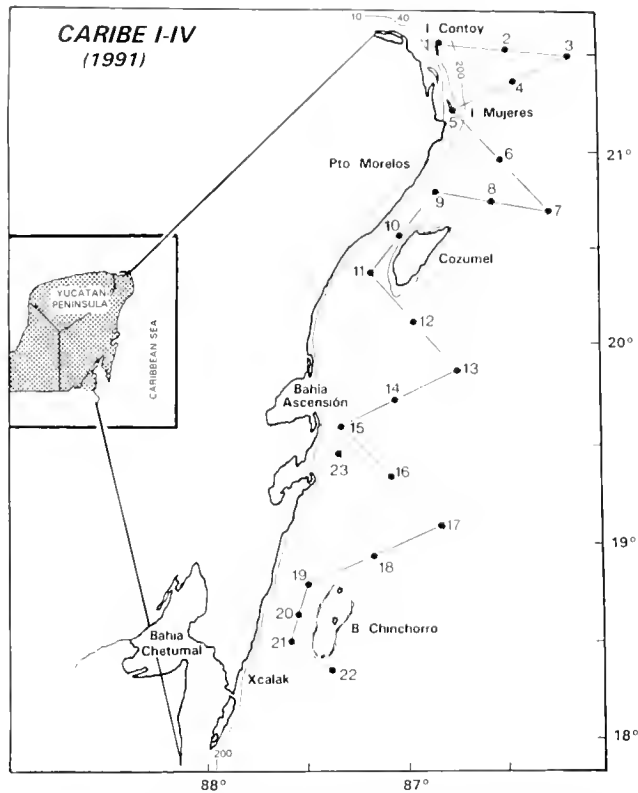 CARIBE I-IV
(1991)
10
40
I Contoy
1
2
3
200
4
5
I Mujeres
6
21°
Pto Morelos
9
8
7
10
Cozumel
11
12
YUCATAN
PENINSULA
CARIBBEAN SEA
20°
13
Bahia
Ascensión
14
15
23
16
17
19°
18
19
20
B Chinchorro
21
Bahia
Chetumal
Xcalak
22
18°
200
88°
87°